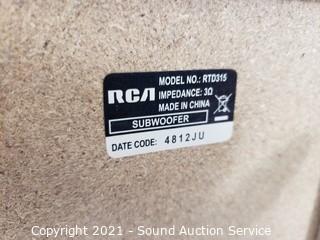 MODEL NO.: RTD315
RCA IMPEDANCE: 3Ω
MADE IN CHINA
SUBWOOFER
DATE CODE: 4812JU
Copyright 2021 - Sound Auction Service